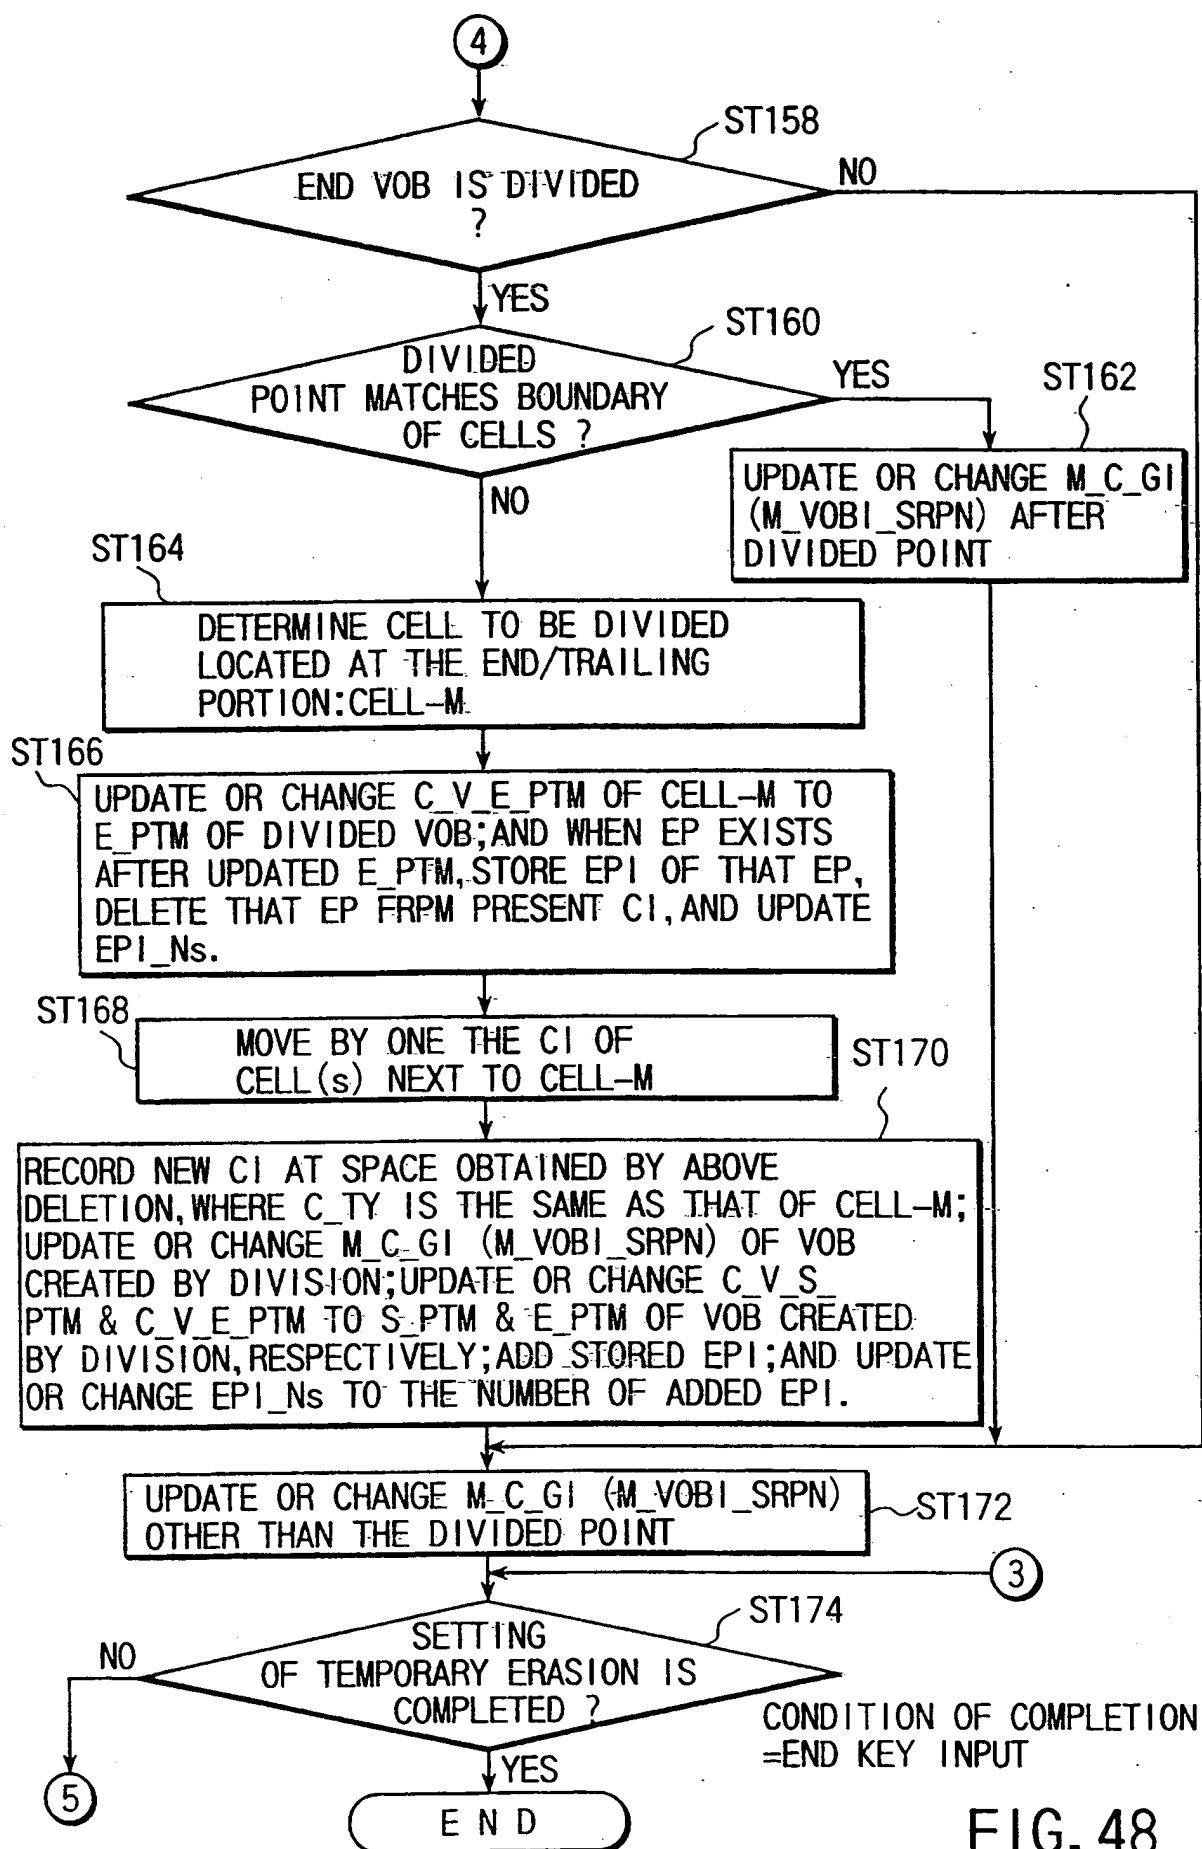 4
ST158
END VOB IS DIVIDED
?
NO
YES
ST160
DIVIDED
POINT MATCHES BOUNDARY
OF CELLS ?
YES
ST162
UPDATE OR CHANGE M_C_GI
(M_VOBI_SRPN) AFTER
DIVIDED POINT
NO
ST164
DETERMINE CELL TO BE DIVIDED
LOCATED AT THE END/TRAILING
PORTION:CELL-M
ST166
UPDATE OR CHANGE C_V_E_PTM OF CELL-M TO
E_PTM OF DIVIDED VOB;AND WHEN EP EXISTS
AFTER UPDATED E_PTM,STORE EPI OF THAT EP,
DELETE THAT EP FRPM PRESENT CI,AND UPDATE
EPI_Ns.
ST168
MOVE BY ONE THE CI OF
CELL(s) NEXT TO CELL-M
ST170
RECORD NEW CI AT SPACE OBTAINED BY ABOVE
DELETION,WHERE C_TY IS THE SAME AS THAT OF CELL-M;
UPDATE OR CHANGE M_C_GI (M_VOBI_SRPN) OF VOB
CREATED BY DIVISION;UPDATE OR CHANGE C_V_S_
PTM & C_V_E_PTM TO S_PTM & E_PTM OF VOB CREATED
BY DIVISION,RESPECTIVELY;ADD STORED EPI;AND UPDATE
OR CHANGE EPI_Ns TO THE NUMBER OF ADDED EPI.
UPDATE OR CHANGE M_C_GI (M_VOBI_SRPN)
OTHER THAN THE DIVIDED POINT
ST172
3
ST174
SETTING
OF TEMPORARY ERASION IS
COMPLETED ?
NO
CONDITION OF COMPLETION
=END KEY INPUT
5
YES
END
FIG. 48